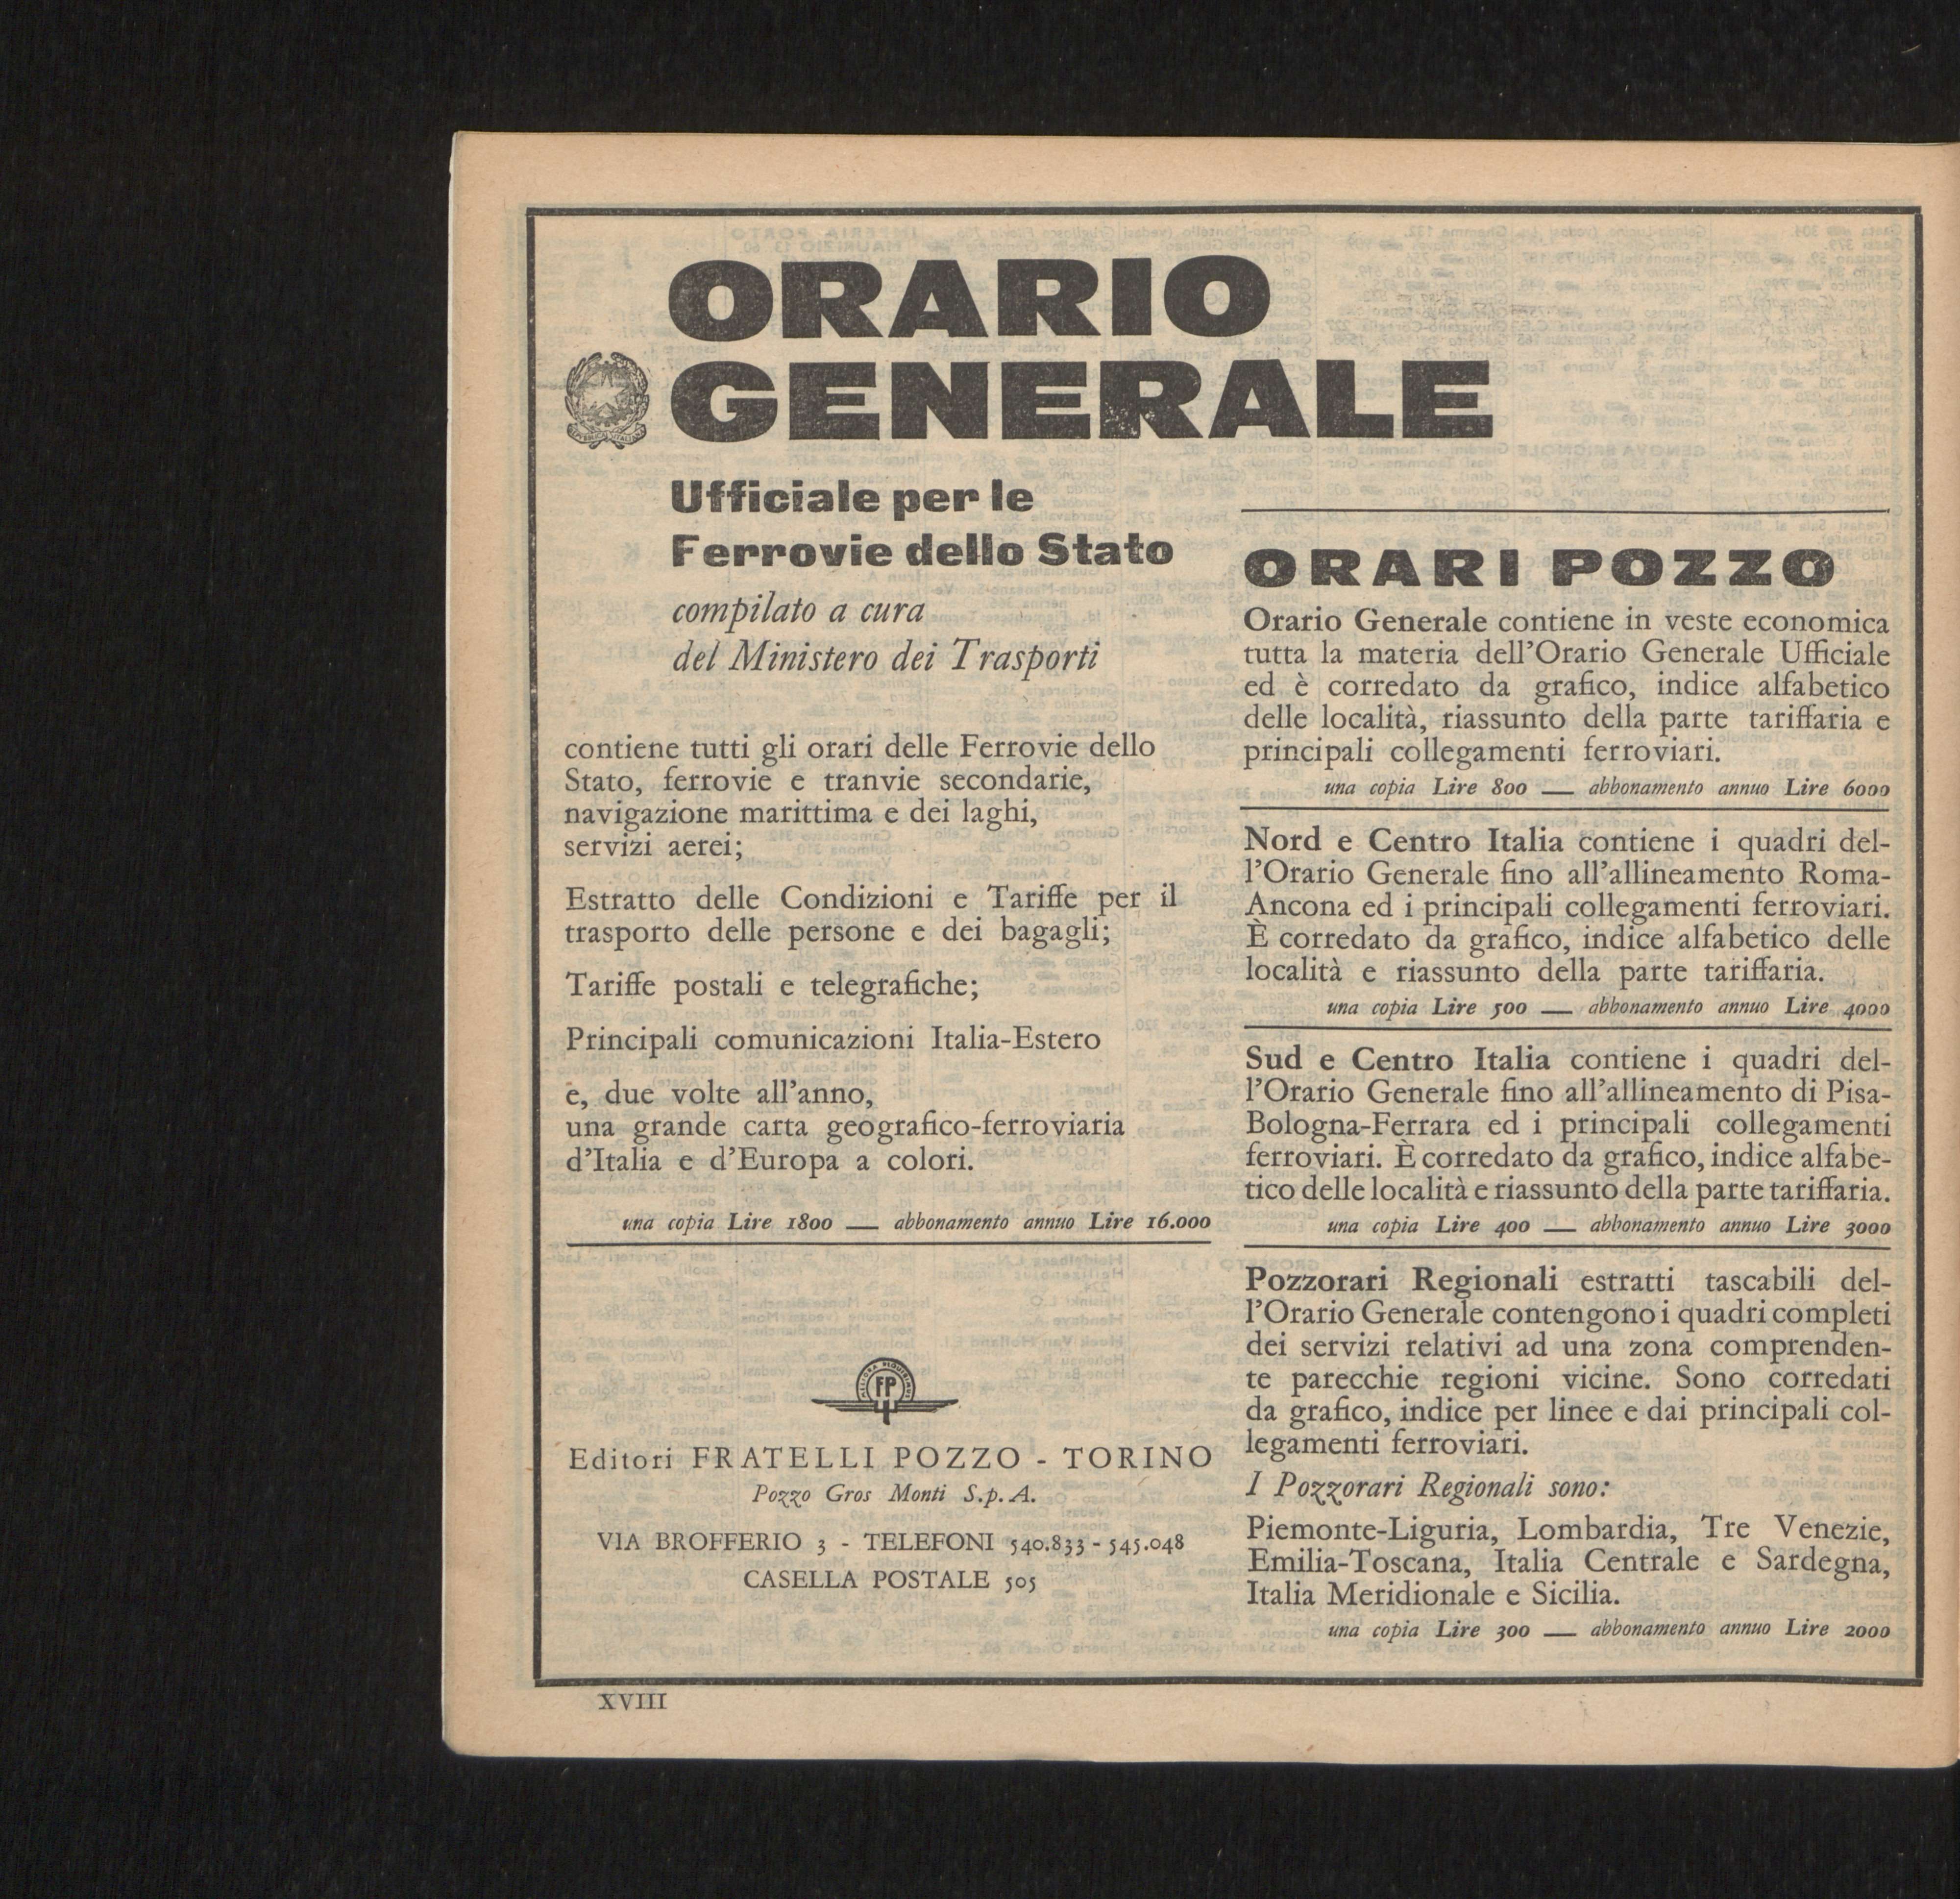 ORARIO
GENERALE
Ufficiale per le
Ferrovie dello Stato
compilato a cura
del Ministero dei Trasporti
contiene tutti gli orari delle Ferrovie dello
Stato, ferrovie e tranvie secondarie,
navigazione marittima e dei laghi,
servizi aerei;
Estratto delle Condizioni e Tariffe per il
trasporto delle persone e dei bagagli;
Tariffe postali e telegrafiche;
Principali comunicazioni Italia-Estero
e, due volte all'anno,
una grande carta geografico-ferroviaria
d'Italia e d'Europa a colori.
una copia Lire 1800 — abbonamento annuo Lire 16.000
FP
Editori FRATELLI POZZO - TORINO
Pozzo Gros Monti S.p.A.
VIA BROFFERIO 3 - TELEFONI 540.833 - 545.048
CASELLA POSTALE 505
ORARI POZZO
Orario Generale contiene in veste economica
tutta la materia dell'Orario Generale Ufficiale
ed è corredato da grafico, indice alfabetico
delle località, riassunto della parte tariffaria e
principali collegamenti ferroviari.
una copia Lire 800 — abbonamento annuo Lire 6000
Nord e Centro Italia contiene i quadri del-
l'Orario Generale fino all'allineamento Roma-
Ancona ed i principali collegamenti ferroviari.
È corredato da grafico, indice alfabetico delle
località e riassunto della parte tariffaria.
una copia Lire 500 — abbonamento annuo Lire 4000
Sud e Centro Italia contiene i quadri del-
l'Orario Generale fino all'allineamento di Pisa-
Bologna-Ferrara ed i principali collegamenti
ferroviari. È corredato da grafico, indice alfabe-
tico delle località e riassunto della parte tariffaria.
una copia Lire 400 — abbonamento annuo Lire 3000
Pozzorari Regionali estratti tascabili del-
l'Orario Generale contengono i quadri completi
dei servizi relativi ad una zona comprenden-
te parecchie regioni vicine. Sono corredati
da grafico, indice per linee e dai principali col-
legamenti ferroviari.
I Pozzorari Regionali sono:
Piemonte-Liguria, Lombardia, Tre Venezie,
Emilia-Toscana, Italia Centrale e Sardegna,
Italia Meridionale e Sicilia.
una copia Lire 300 — abbonamento annuo Lire 2000
XVIII